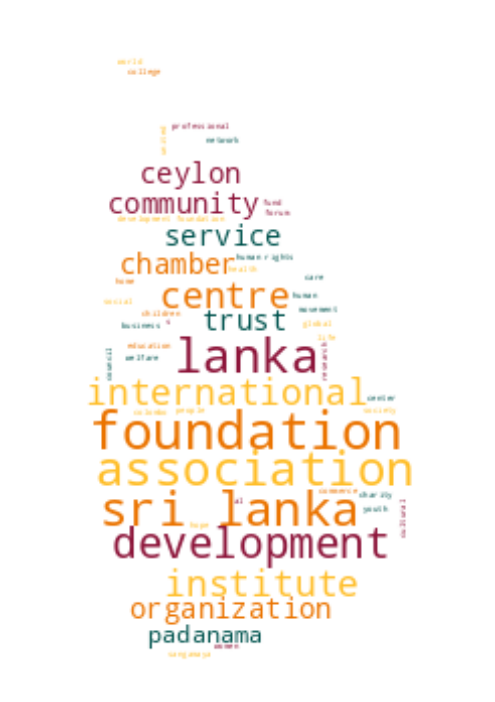 world
college
professional
united
network
ceylon
community fund
forum
development foundation
service
chamber human rights
health
home care
centre human
social movement
children trust
business s global
life
education lanka
welfare
council research
international center
colombo people society
foundation
association
commerce charity
sri lanka al
youth
hope cultural
development
institute
organization
padanama
women
sangamaya